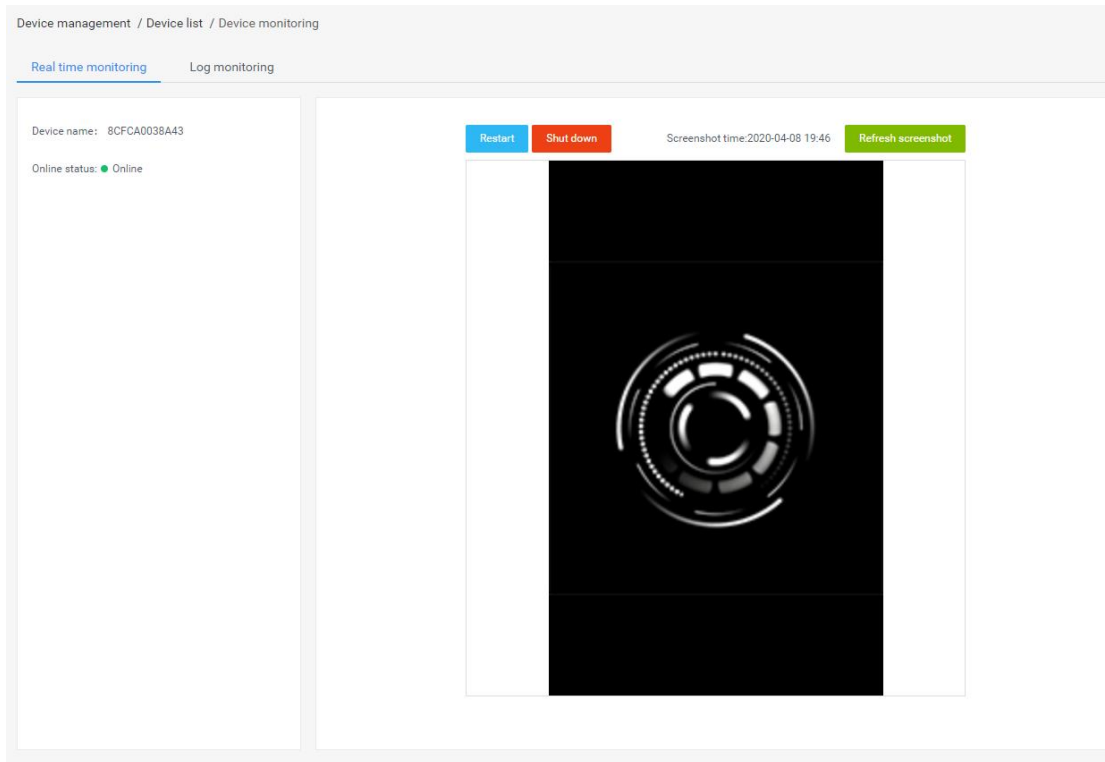 Device management / Device list / Device monitoring
Real time monitoring Log monitoring
Device name: 8CFCA0038A43
Online status: Online
Restart Shut down Screenshot time:2020-04-08 19:46 Refresh screenshot